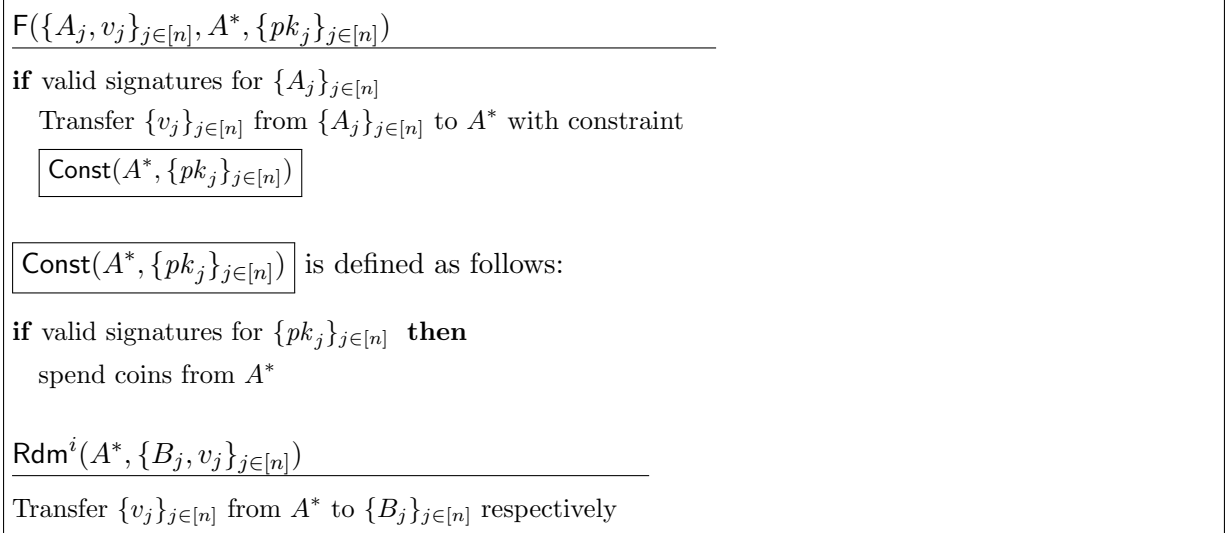 F({A_j, v_j}_{j∈[n]}, A*, {pk_j}_{j∈[n]})
if valid signatures for {A_j}_{j∈[n]}
Transfer {v_j}_{j∈[n]} from {A_j}_{j∈[n]} to A* with constraint
Const(A*, {pk_j}_{j∈[n]})
Const(A*, {pk_j}_{j∈[n]}) is defined as follows:
if valid signatures for {pk_j}_{j∈[n]} then
spend coins from A*
Rdm^i(A*, {B_j, v_j}_{j∈[n]})
Transfer {v_j}_{j∈[n]} from A* to {B_j}_{j∈[n]} respectively